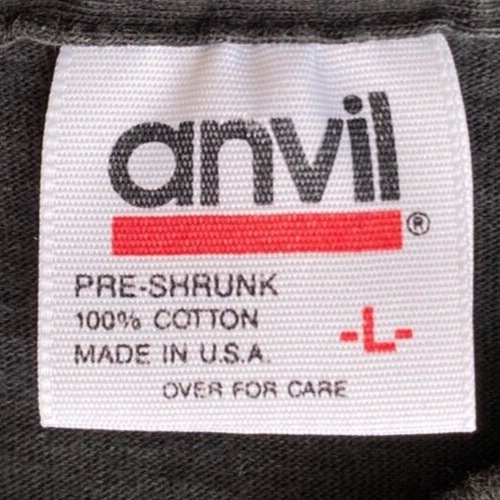 anvil®
PRE-SHRUNK
100% COTTON
MADE IN U.S.A.
-L-
OVER FOR CARE